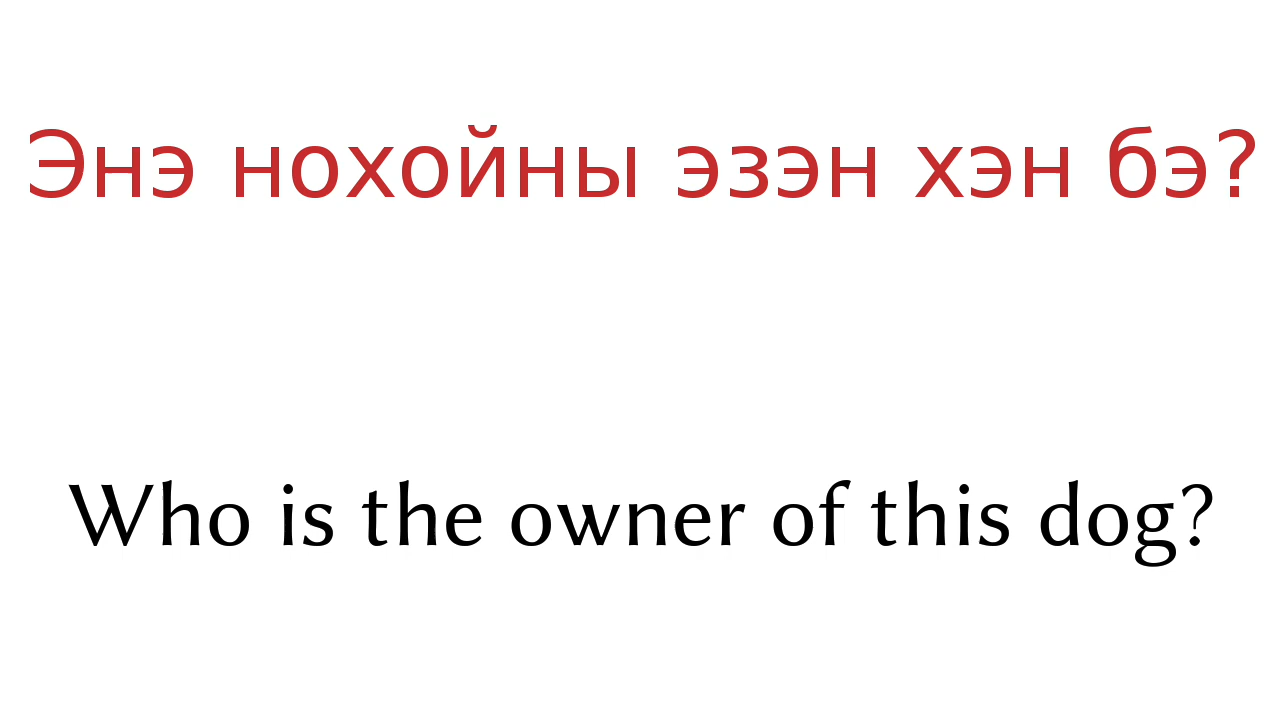 Энэ нохойны эзэн хэн бэ?
Who is the owner of this dog?